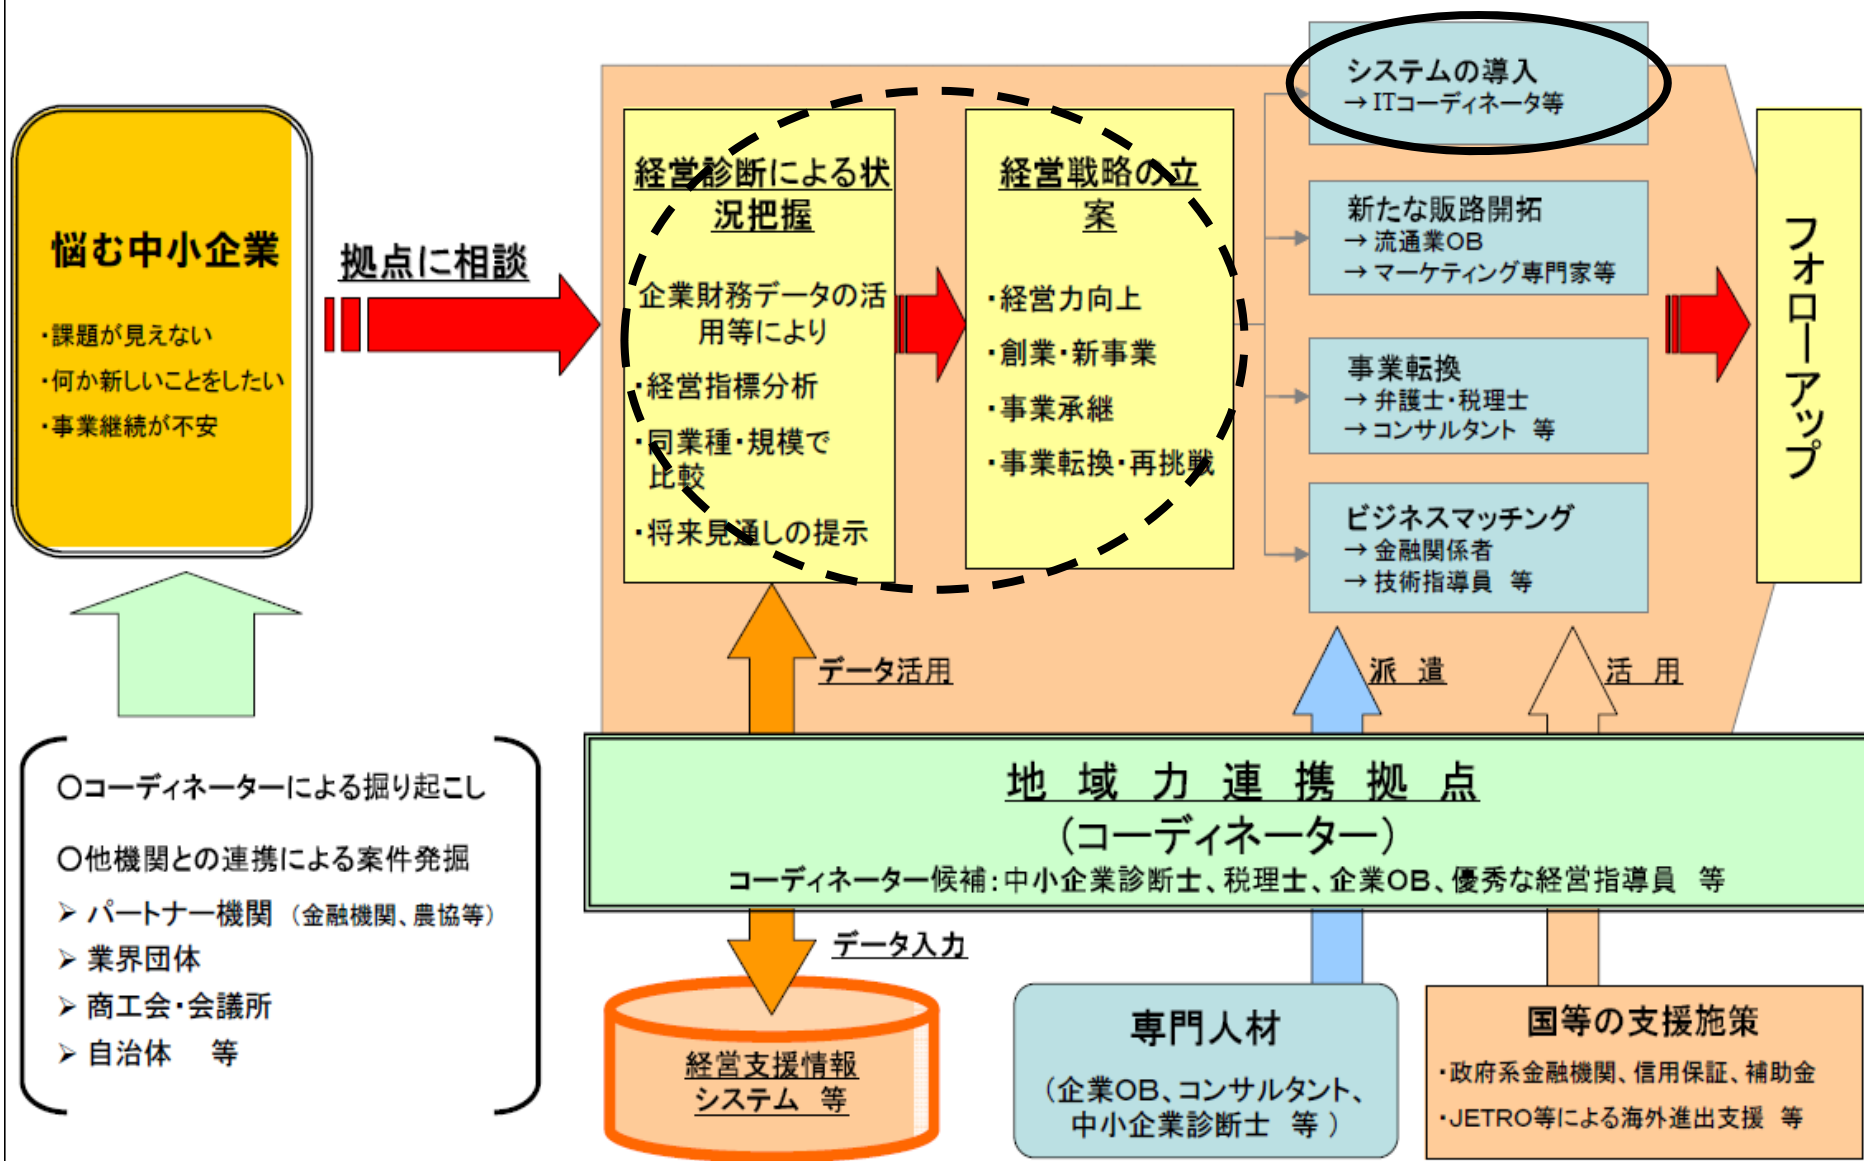 悩む中小企業
・課題が見えない
・何か新しいことをしたい
・事業継続が不安
拠点に相談
経営診断による状
況把握
企業財務データの活
用等により
・経営指標分析
・同業種・規模で
比較
・将来見通しの提示
経営戦略の立
案
・経営力向上
・創業・新事業
・事業承継
・事業転換・再挑戦
システムの導入
→ITコーディネータ等
新たな販路開拓
→ 流通業OB
→ マーケティング専門家等
事業転換
→ 弁護士・税理士
→コンサルタント 等
ビジネスマッチング
→ 金融関係者
→ 技術指導員 等
フォローアップ
データ活用
派 遣
活 用
地 域 力 連 携 拠 点
（コーディネーター）
コーディネーター候補：中小企業診断士、税理士、企業OB、優秀な経営指導員 等
〇コーディネーターによる掘り起こし
〇他機関との連携による案件発掘
➢ パートナー機関 （金融機関、農協等）
➢ 業界団体
➢ 商工会・会議所
➢ 自治体 等
データ入力
経営支援情報
システム 等
専門人材
（企業OB、コンサルタント、
中小企業診断士 等 ）
国等の支援施策
・政府系金融機関、信用保証、補助金
・JETRO等による海外進出支援 等